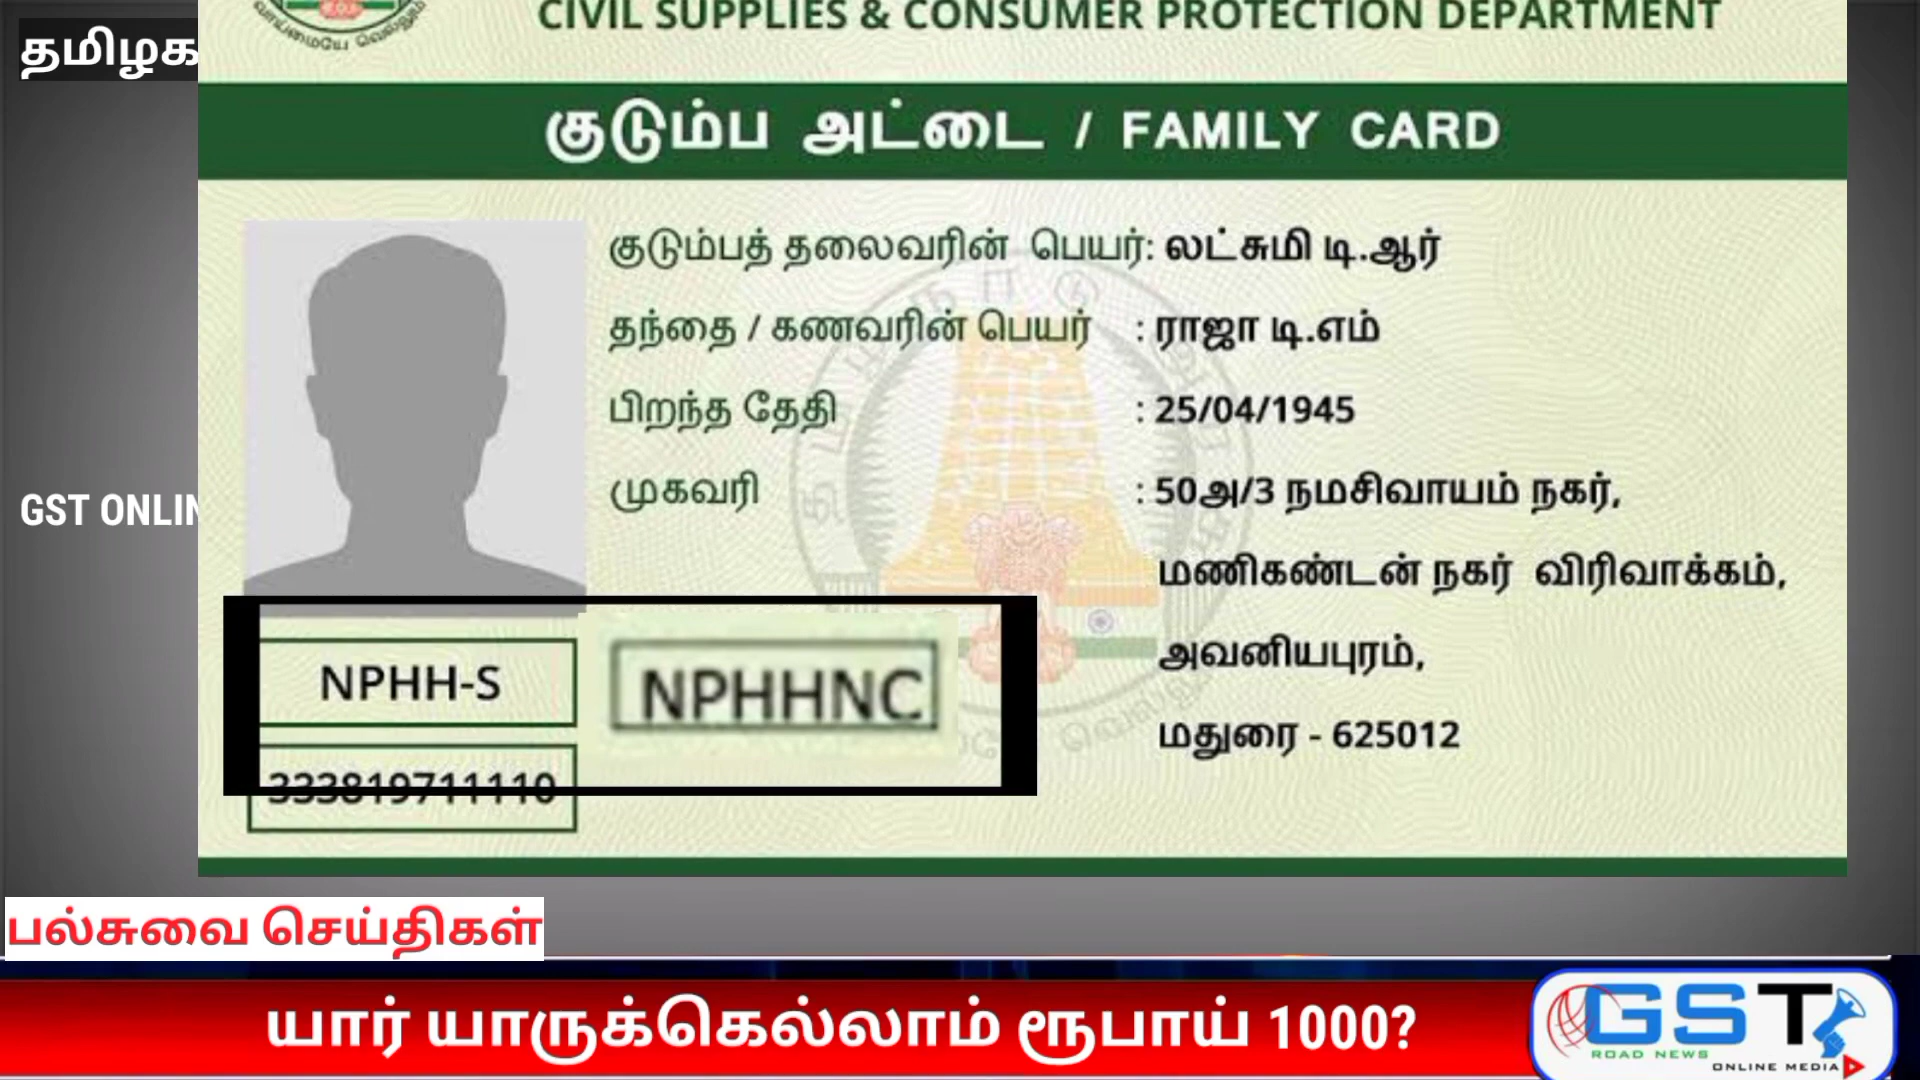 வாய்மையே வெல்லும்
CIVIL SUPPLIES & CONSUMER PROTECTION DEPARTMENT
தமிழக
குடும்ப அட்டை / FAMILY CARD
குடும்பத் தலைவரின் பெயர்: லட்சுமி டி.ஆர்
தந்தை / கணவரின் பெயர் : ராஜா டி.எம்
பிறந்த தேதி : 25/04/1945
முகவரி : 50அ/3 நமசிவாயம் நகர்,
GST ONLIN
மணிகண்டன் நகர் விரிவாக்கம்,
அவனியபுரம்,
மதுரை - 625012
NPHH-S
NPHHNC
333819711110
பல்சுவை செய்திகள்
யார் யாருக்கெல்லாம் ரூபாய் 1000?
GST
ROAD NEWS
ONLINE MEDIA